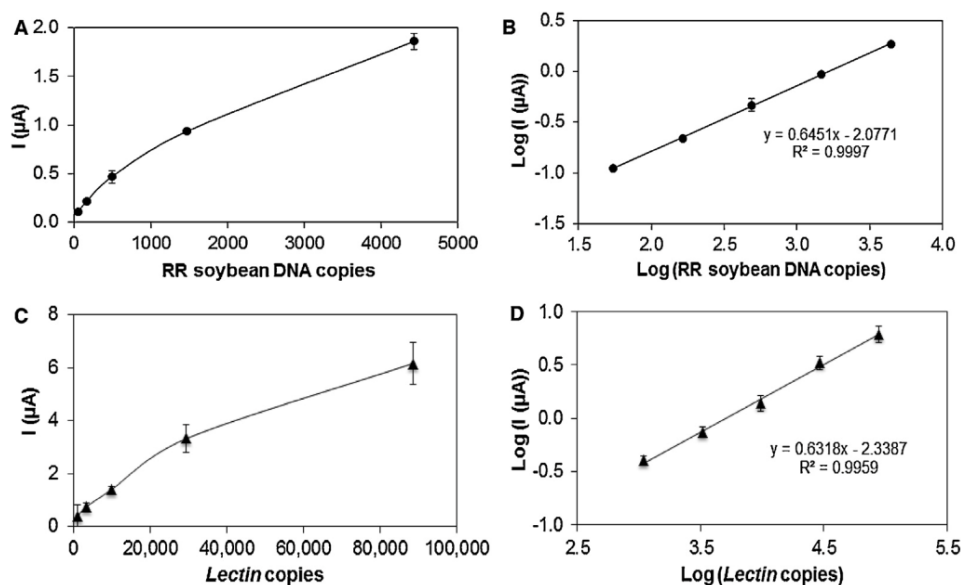 A
2.0
1.5
1.0
0.5
0.0
I (µA)
0 1000 2000 3000 4000 5000
RR soybean DNA copies
B
0.5
0.0
-0.5
-1.0
-1.5
Log (I (µA))
y = 0.6451x - 2.0771
R² = 0.9997
1.5 2.0 2.5 3.0 3.5 4.0
Log (RR soybean DNA copies)
C
8
6
4
2
0
I (µA)
0 20,000 40,000 60,000 80,000 100,000
Lectin copies
D
1.0
0.5
0.0
-0.5
-1.0
Log (I (µA))
y = 0.6318x - 2.3387
R² = 0.9959
2.5 3.5 4.5 5.5
Log (Lectin copies)